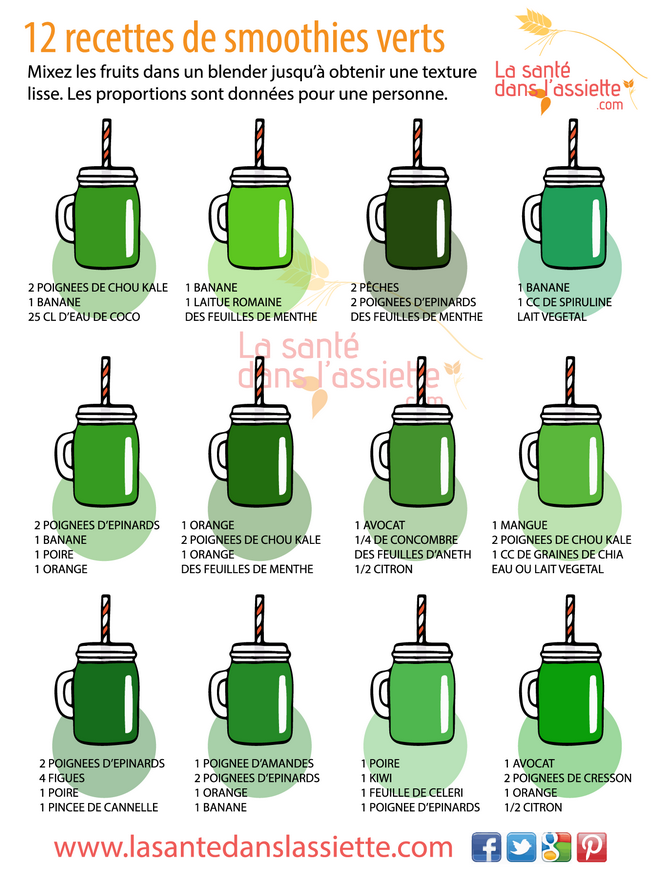 12 recettes de smoothies verts
Mixez les fruits dans un blender jusqu'à obtenir une texture
lisse. Les proportions sont données pour une personne.
La santé
dans l'assiette
.com
2 POIGNEES DE CHOU KALE
1 BANANE
25 CL D'EAU DE COCO
1 BANANE
1 LAITUE ROMAINE
DES FEUILLES DE MENTHE
2 PÊCHES
2 POIGNEES D'EPINARDS
DES FEUILLES DE MENTHE
1 BANANE
1 CC DE SPIRULINE
LAIT VEGETAL
La santé
dans l'assiette
.com
2 POIGNEES D'EPINARDS
1 BANANE
1 POIRE
1 ORANGE
1 ORANGE
2 POIGNEES DE CHOU KALE
1 ORANGE
DES FEUILLES DE MENTHE
1 AVOCAT
1/4 DE CONCOMBRE
DES FEUILLES D'ANETH
1/2 CITRON
1 MANGUE
2 POIGNEES DE CHOU KALE
1 CC DE GRAINES DE CHIA
EAU OU LAIT VEGETAL
2 POIGNEES D'EPINARDS
4 FIGUES
1 POIRE
1 PINCEE DE CANNELLE
1 POIGNEE D'AMANDES
2 POIGNEES D'EPINARDS
1 ORANGE
1 BANANE
1 POIRE
1 KIWI
1 FEUILLE DE CELERI
1 POIGNEE D'EPINARDS
1 AVOCAT
2 POIGNEES DE CRESSON
1 ORANGE
1/2 CITRON
www.lasantedanslassiette.com